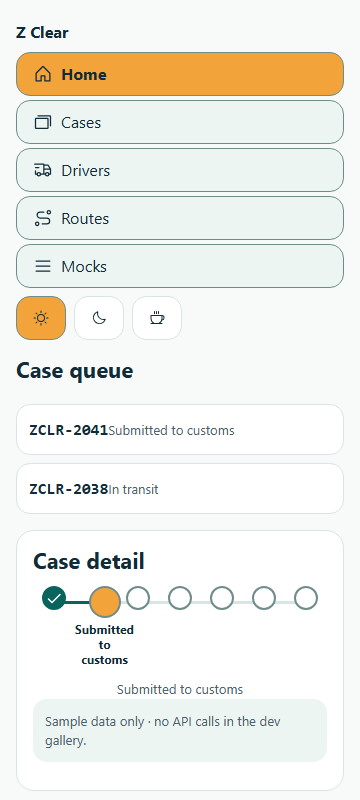 Z Clear
Home
Cases
Drivers
Routes
Mocks
Case queue
ZCLR-2041Submitted to customs
ZCLR-2038In transit
Case detail
Submitted
to
customs
Submitted to customs
Sample data only · no API calls in the dev
gallery.